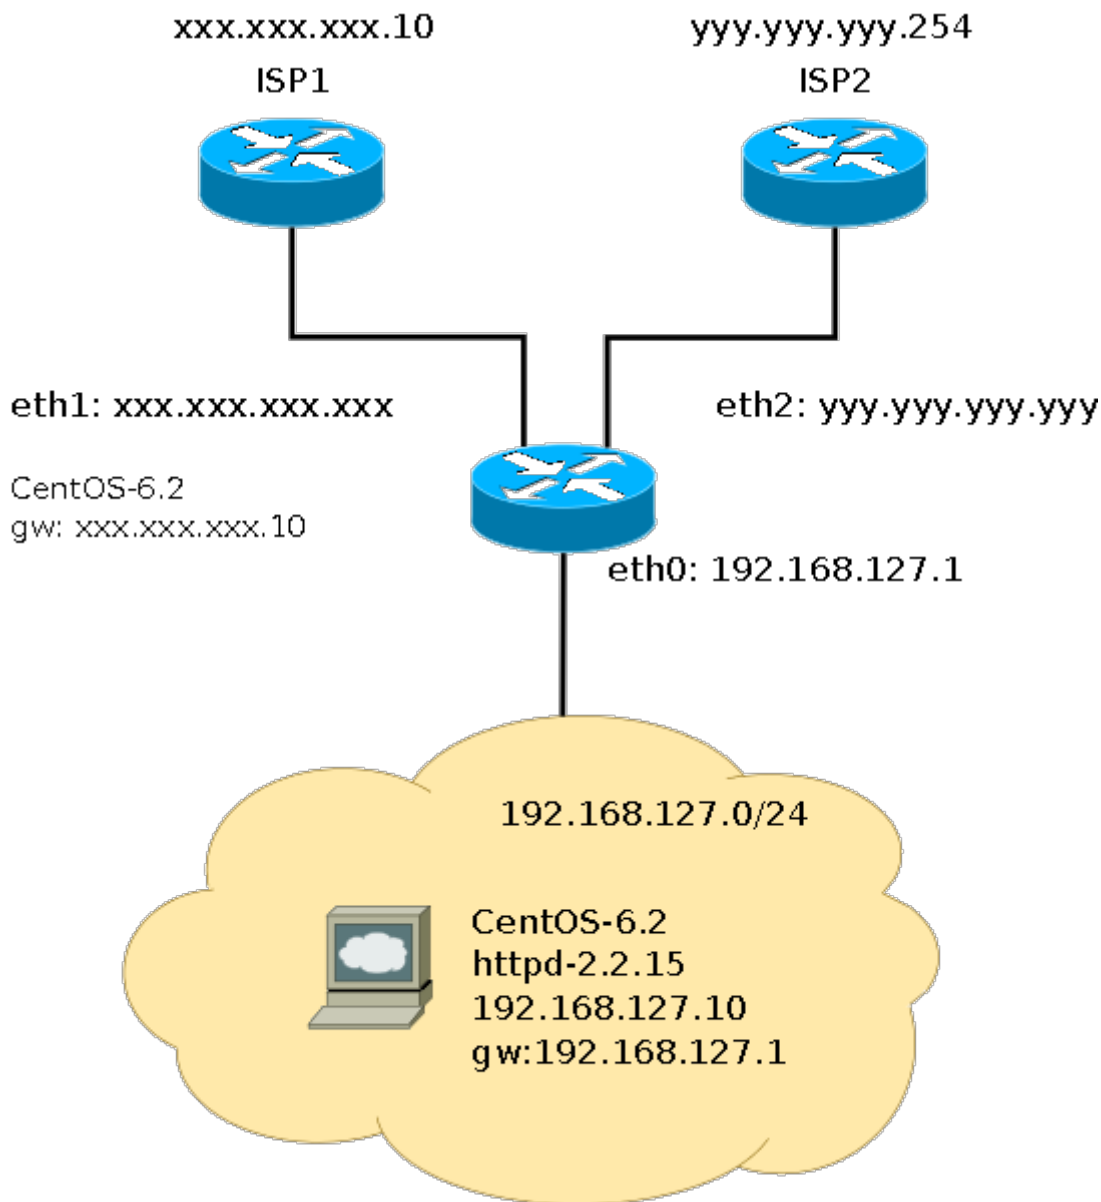 xxx.xxx.xxx.10
ISP1
yyy.yyy.yyy.254
ISP2
eth1: xxx.xxx.xxx.xxx
eth2: yyy.yyy.yyy.yyy
CentOS-6.2
gw: xxx.xxx.xxx.10
eth0: 192.168.127.1
192.168.127.0/24
CentOS-6.2
httpd-2.2.15
192.168.127.10
gw:192.168.127.1